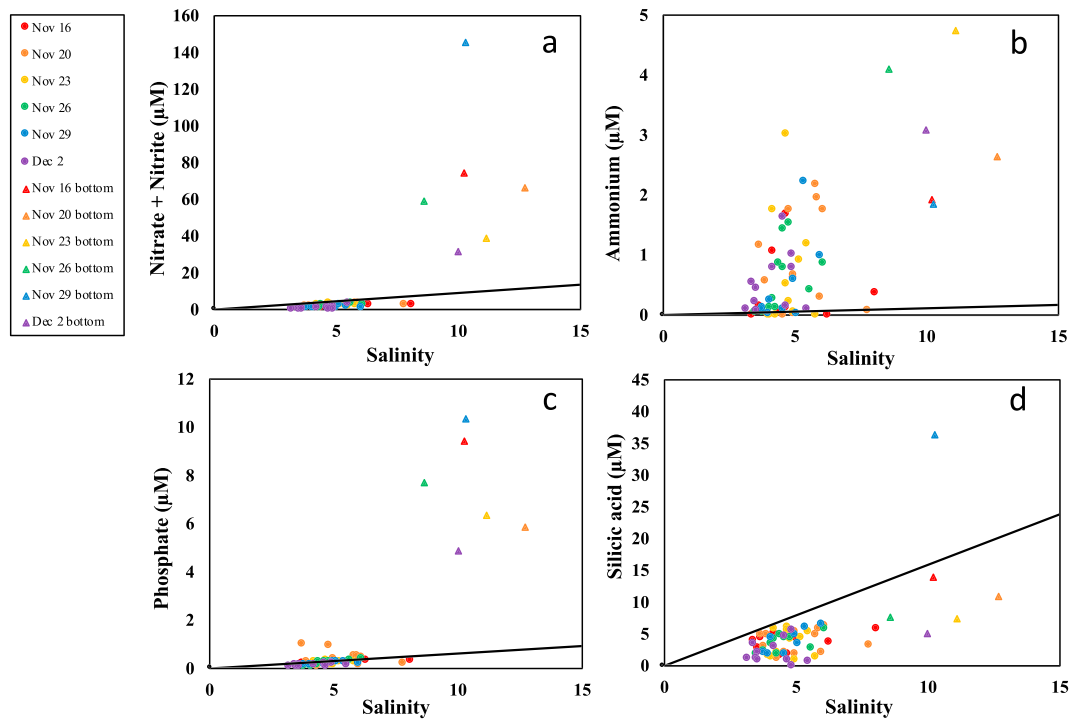 Nov 16
Nov 20
Nov 23
Nov 26
Nov 29
Dec 2
Nov 16 bottom
Nov 20 bottom
Nov 23 bottom
Nov 26 bottom
Nov 29 bottom
Dec 2 bottom
a
Nitrate + Nitrite (µM)
160
140
120
100
80
60
40
20
0
0 5 10 15
Salinity
b
Ammonium (µM)
5
4
3
2
1
0
0 5 10 15
Salinity
c
Phosphate (µM)
12
10
8
6
4
2
0
0 5 10 15
Salinity
d
Silicic acid (µM)
45
40
35
30
25
20
15
10
5
0
0 5 10 15
Salinity